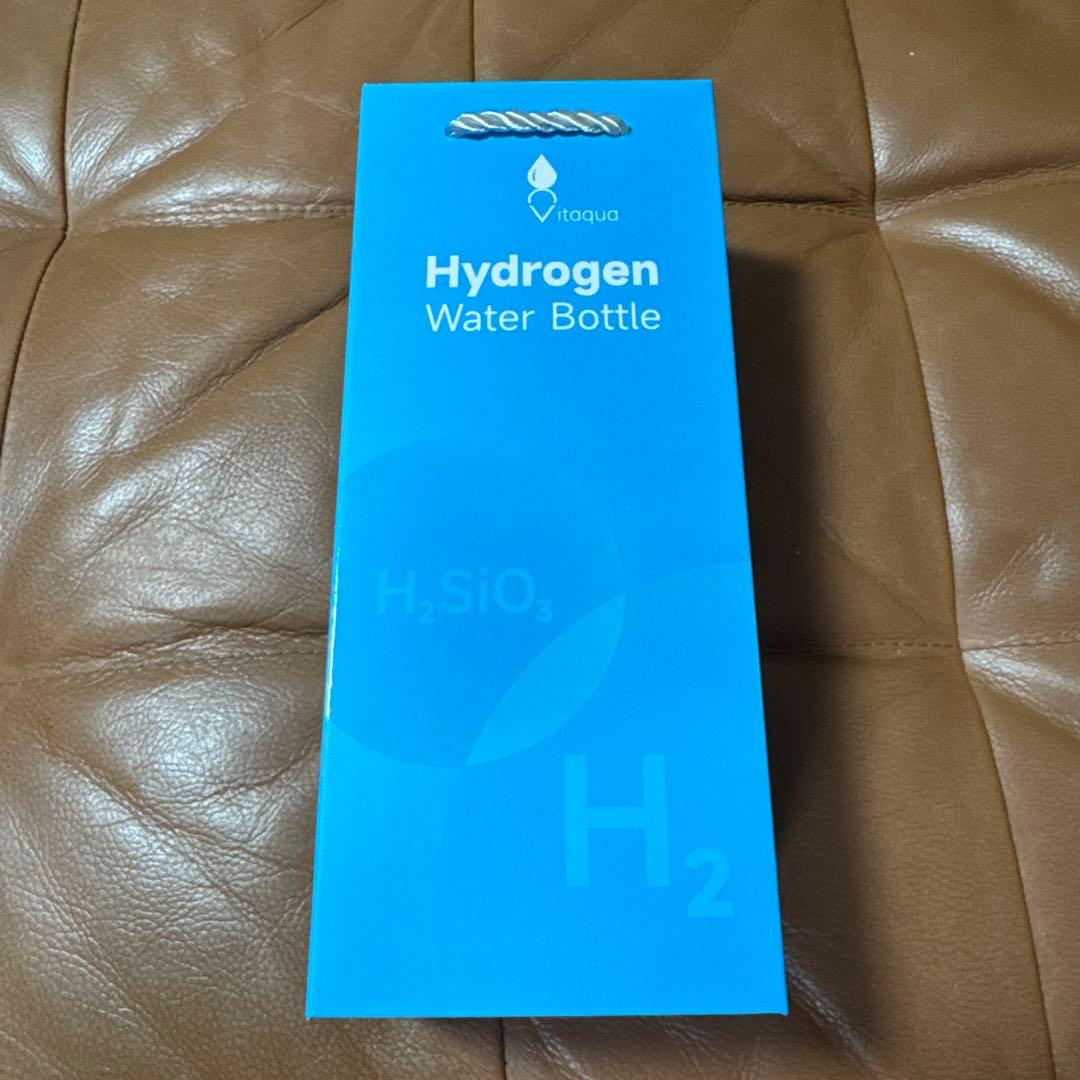 Vitaqua
Hydrogen
Water Bottle
H₂SiO₃
H₂